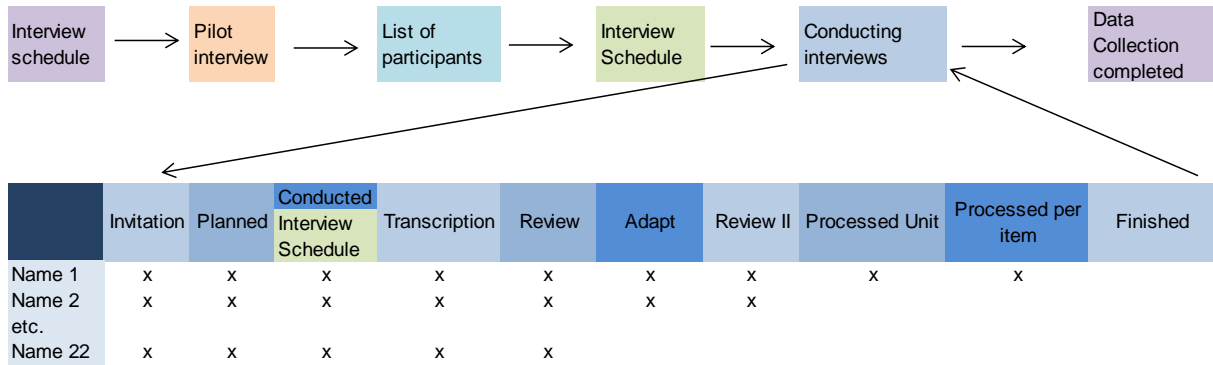 Interview
schedule
Pilot
interview
List of
participants
Interview
Schedule
Conducting
interviews
Data
Collection
completed
Invitation
Planned
Conducted
Interview
Schedule
Transcription
Review
Adapt
Review II
Processed Unit
Processed per
item
Finished
Name 1 x x x x x x x x x
Name 2 x x x x x x x
etc.
Name 22 x x x x x